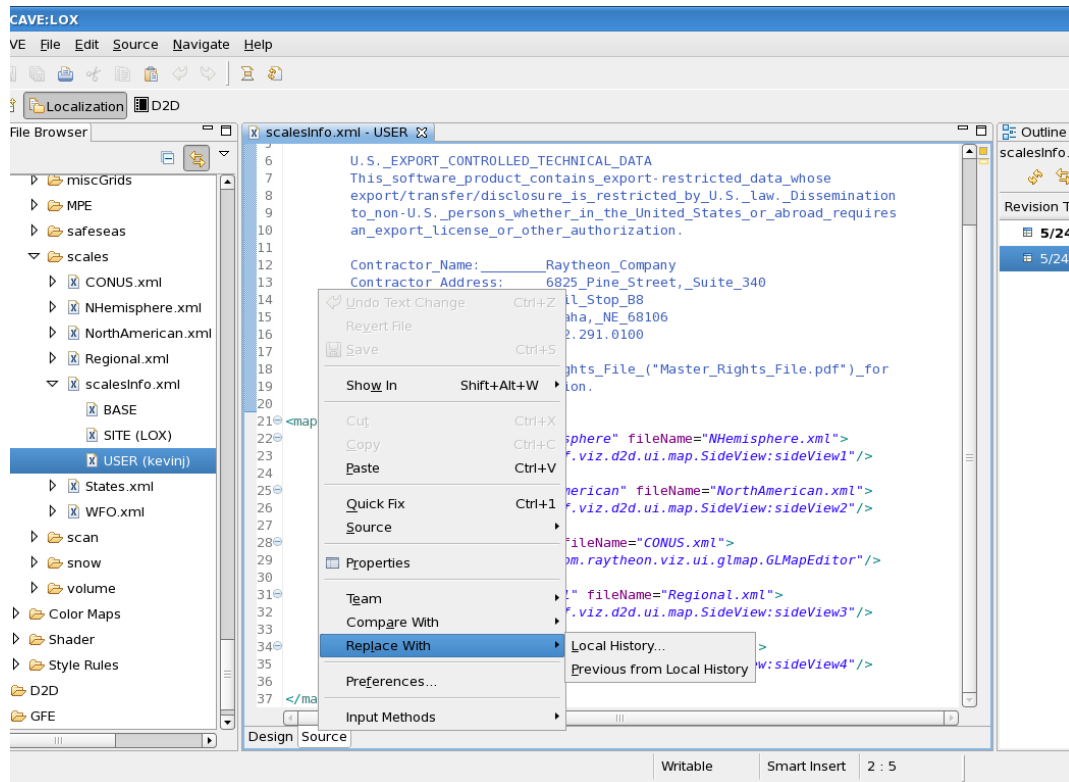 CAVE:LOX
VE File Edit Source Navigate Help
Localization D2D
File Browser
miscGrids
MPE
safeseas
scales
CONUS.xml
NHemisphere.xml
NorthAmerican.xml
Regional.xml
scalesInfo.xml
BASE
SITE (LOX)
USER (kevinj)
States.xml
WFO.xml
scan
snow
volume
Color Maps
Shader
Style Rules
D2D
GFE
scalesInfo.xml - USER
6 U.S._EXPORT_CONTROLLED_TECHNICAL_DATA
7 This_software_product_contains_export-restricted_data_whose
8 export/transfer/disclosure_is_restricted_by_U.S._law._Dissemination
9 to_non-U.S._persons_whether_in_the_United_States_or_abroad_requires
10 an_export_license_or_other_authorization.
11
12 Contractor_Name:________Raytheon_Company
13 Contractor Address: 6825_Pine_Street,_Suite_340
14 il_Stop_B8
15 aha,_NE_68106
16 2.291.0100
17
18 ghts_File_("Master_Rights_File.pdf")_for
19 ion.
20
21 <map
22 sphere" fileName="NHemisphere.xml">
23 f.viz.d2d.ui.map.SideView:sideView1"/>
24
25 merican" fileName="NorthAmerican.xml">
26 f.viz.d2d.ui.map.SideView:sideView2"/>
27
28 fileName="CONUS.xml">
29 om.raytheon.viz.ui.glmap.GLMapEditor"/>
30
31 l" fileName="Regional.xml">
32 f.viz.d2d.ui.map.SideView:sideView3"/>
33
34 >
35 ew:sideView4"/>
36
37 </ma
Undo Text Change Ctrl+Z
Revert File
Save Ctrl+S
Show In Shift+Alt+W
Cut Ctrl+X
Copy Ctrl+C
Paste Ctrl+V
Quick Fix Ctrl+1
Source
Properties
Team
Compare With
Replace With
Preferences...
Input Methods
Local History...
Previous from Local History
Design Source
Outline
scalesInfo.
Revision T
5/24
5/24
Writable Smart Insert 2 : 5